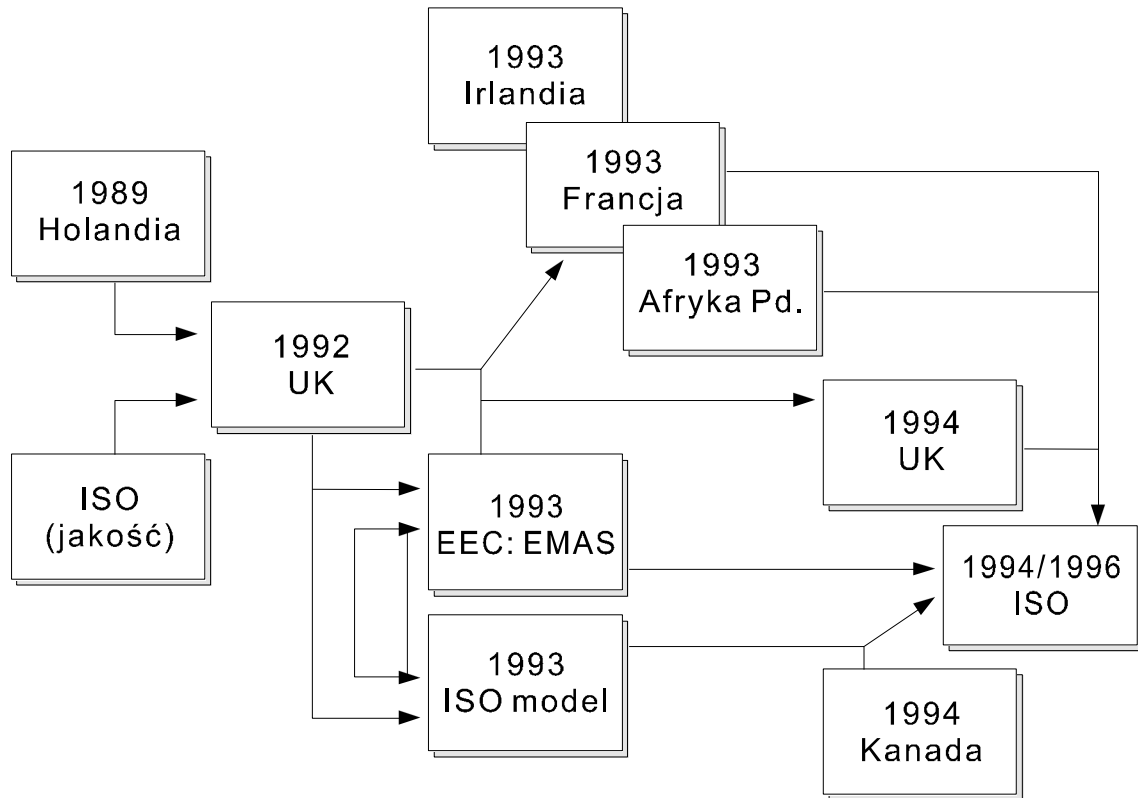 1993
Irlandia
1993
Francja
1989
Holandia
1993
Afryka Pd.
1992
UK
1994
UK
ISO
(jakość)
1993
EEC: EMAS
1994/1996
ISO
1993
ISO model
1994
Kanada